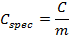 C_spec = C/m